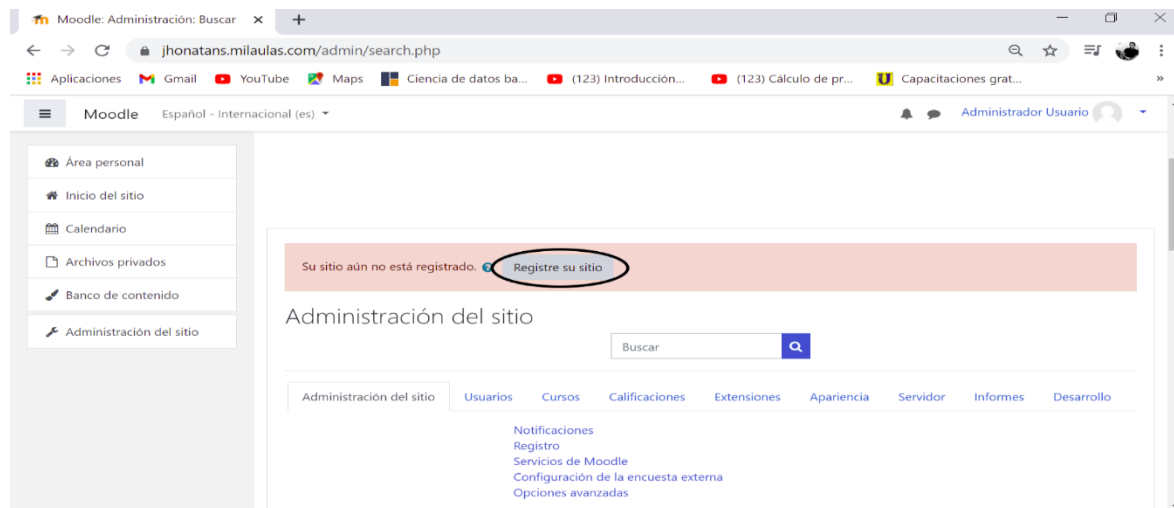 Moodle: Administración: Buscar
jhonatans.milaulas.com/admin/search.php
Aplicaciones Gmail YouTube Maps Ciencia de datos ba... (123) Introducción... (123) Cálculo de pr... Capacitaciones grat... »
Moodle Español - Internacional (es) Administrador Usuario
Área personal
Inicio del sitio
Calendario
Archivos privados
Banco de contenido
Administración del sitio
Su sitio aún no está registrado. Registre su sitio
Administración del sitio
Buscar
Administración del sitio Usuarios Cursos Calificaciones Extensiones Apariencia Servidor Informes Desarrollo
Notificaciones
Registro
Servicios de Moodle
Configuración de la encuesta externa
Opciones avanzadas